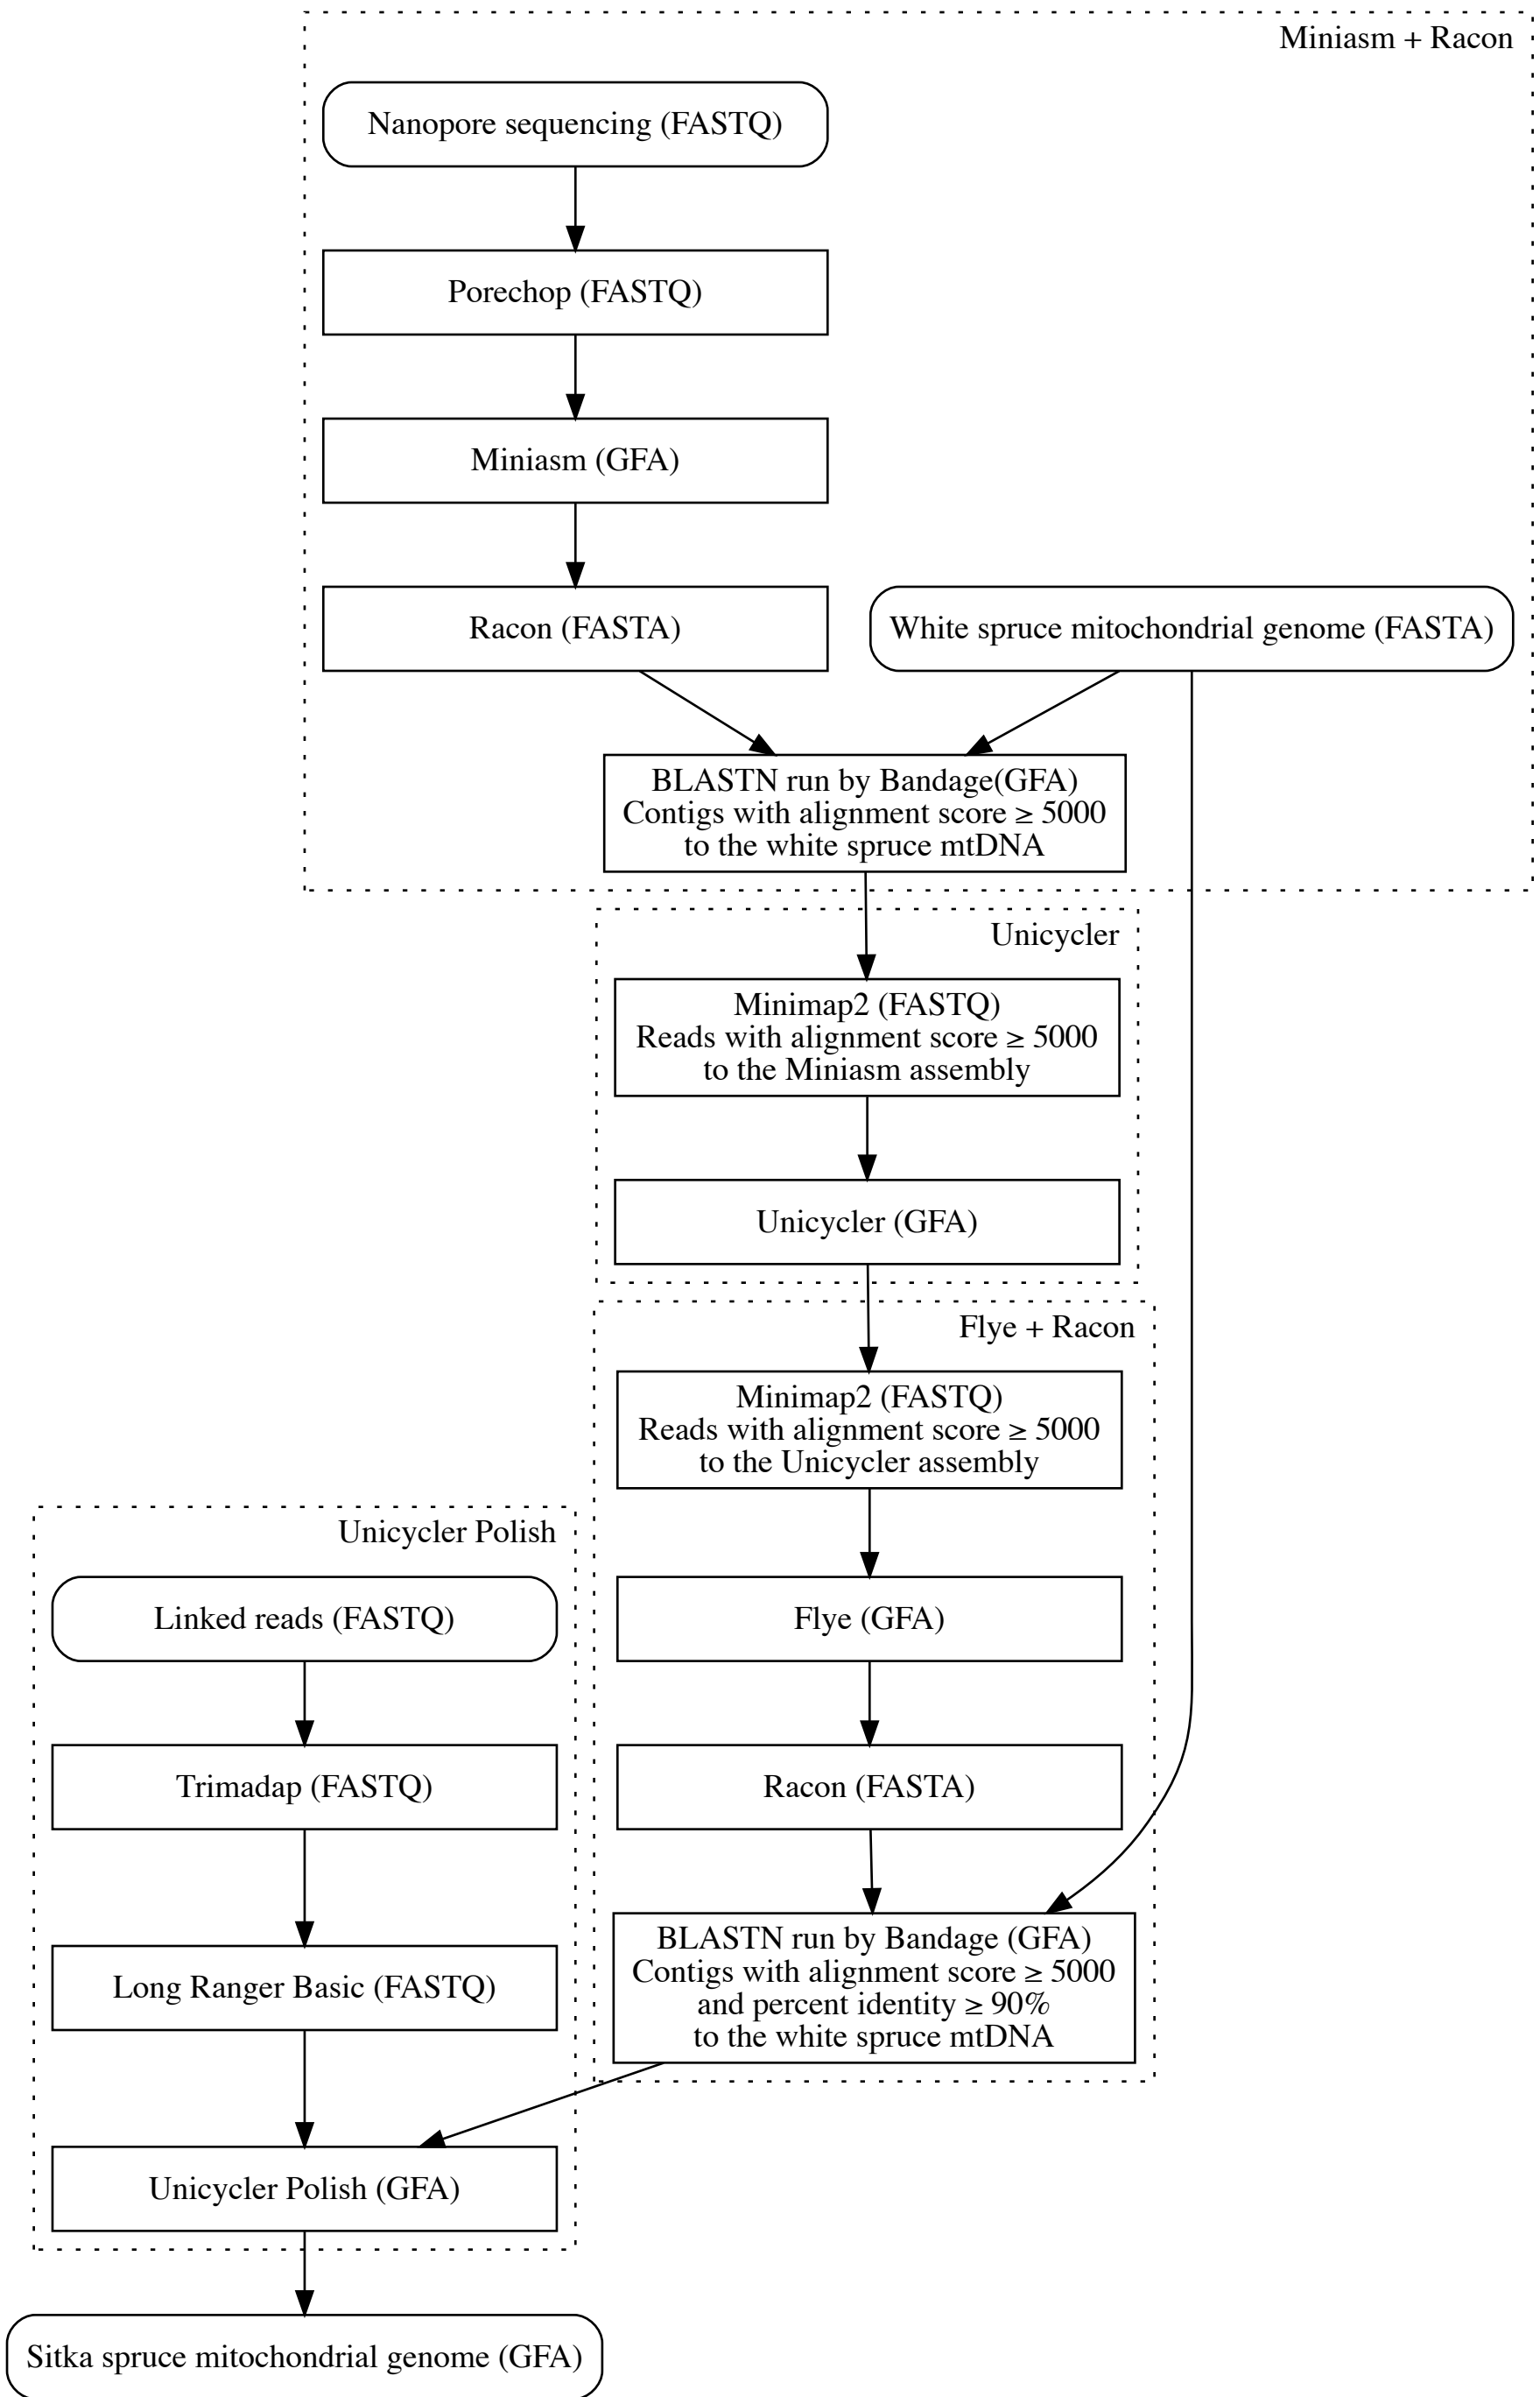 Miniasm + Racon
Nanopore sequencing (FASTQ)
Porechop (FASTQ)
Miniasm (GFA)
Racon (FASTA)
White spruce mitochondrial genome (FASTA)
BLASTN run by Bandage(GFA)
Contigs with alignment score ≥ 5000
to the white spruce mtDNA
Unicycler
Minimap2 (FASTQ)
Reads with alignment score ≥ 5000
to the Miniasm assembly
Unicycler (GFA)
Flye + Racon
Minimap2 (FASTQ)
Reads with alignment score ≥ 5000
to the Unicycler assembly
Flye (GFA)
Racon (FASTA)
BLASTN run by Bandage (GFA)
Contigs with alignment score ≥ 5000
and percent identity ≥ 90%
to the white spruce mtDNA
Unicycler Polish
Linked reads (FASTQ)
Trimadap (FASTQ)
Long Ranger Basic (FASTQ)
Unicycler Polish (GFA)
Sitka spruce mitochondrial genome (GFA)